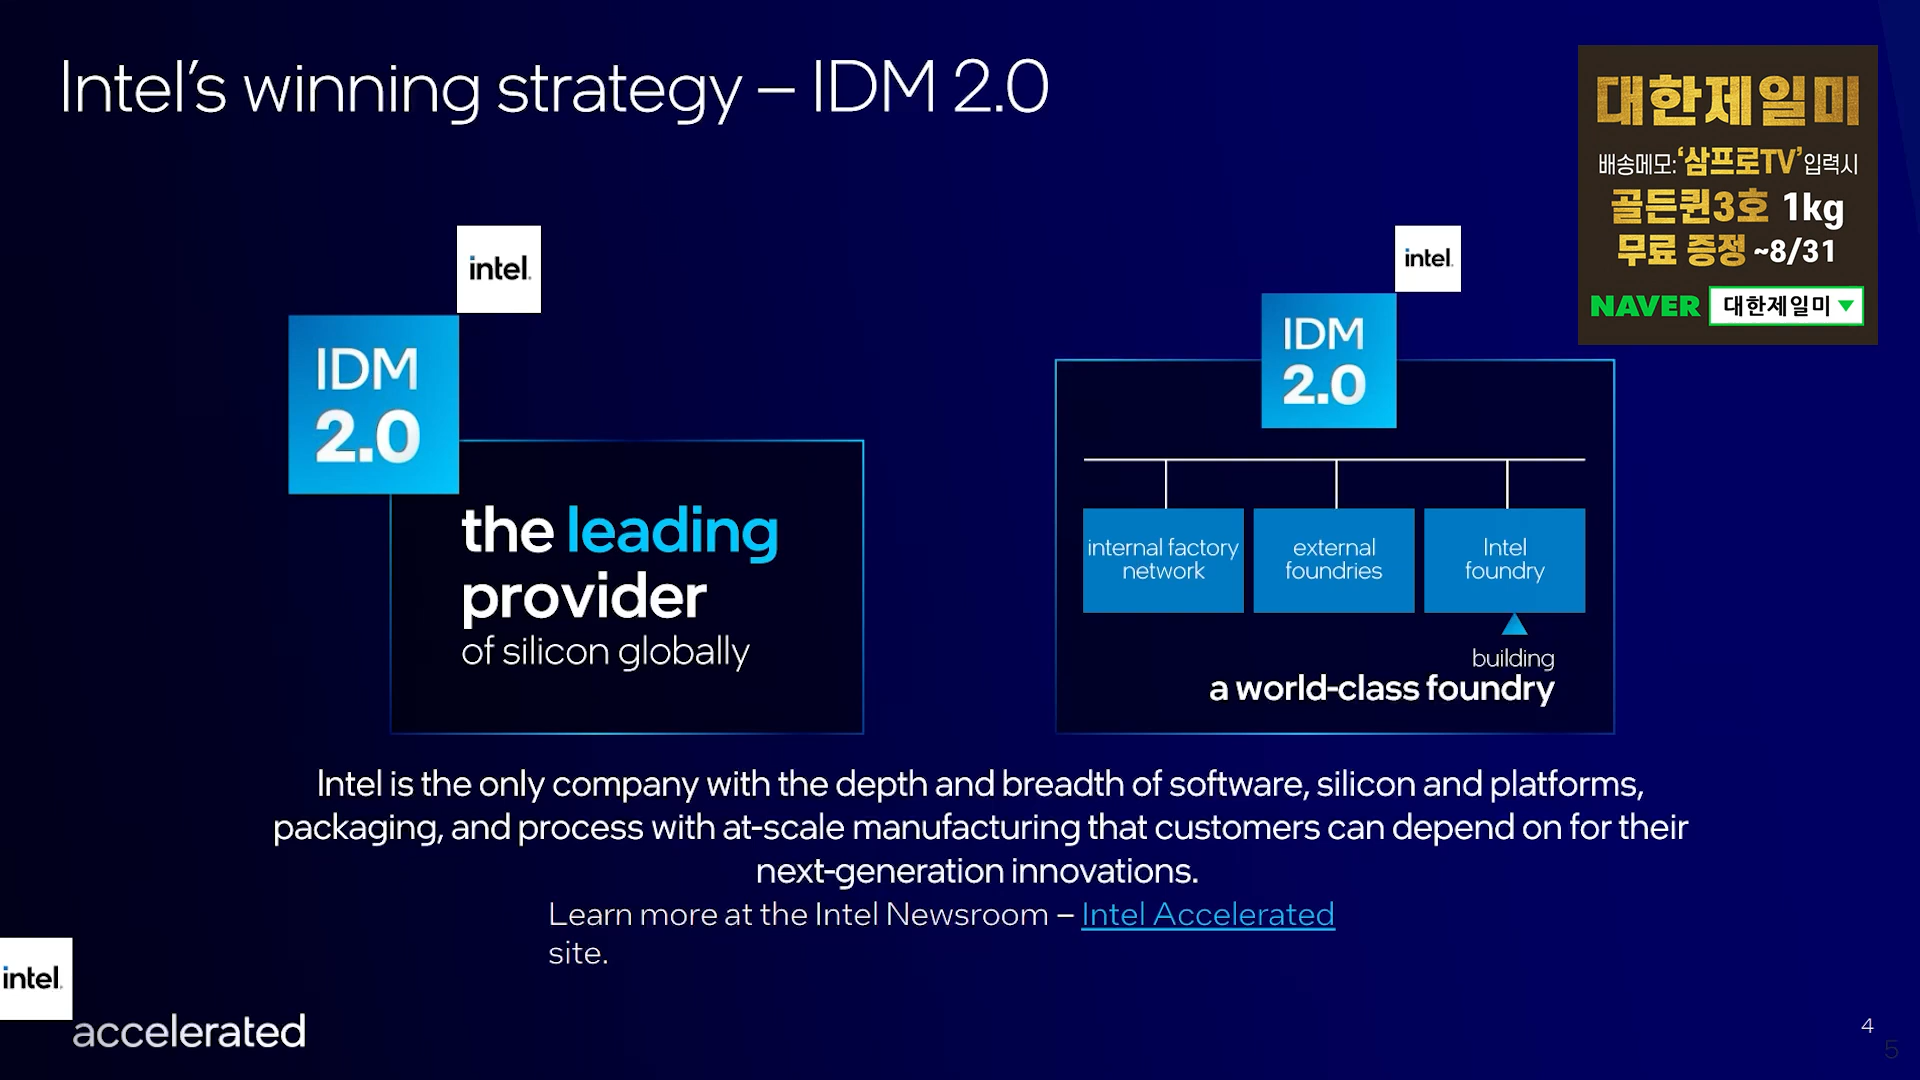 Intel's winning strategy – IDM 2.0
대한제일미
배송메모:'삼프로TV'입력시
골든퀸3호 1kg
무료 증정 ~8/31
NAVER 대한제일미
intel.
IDM
2.0
the leading
provider
of silicon globally
intel.
IDM
2.0
internal factory
network
external
foundries
Intel
foundry
building
a world-class foundry
Intel is the only company with the depth and breadth of software, silicon and platforms,
packaging, and process with at-scale manufacturing that customers can depend on for their
next-generation innovations.
Learn more at the Intel Newsroom – Intel Accelerated
site.
intel.
accelerated
4
5